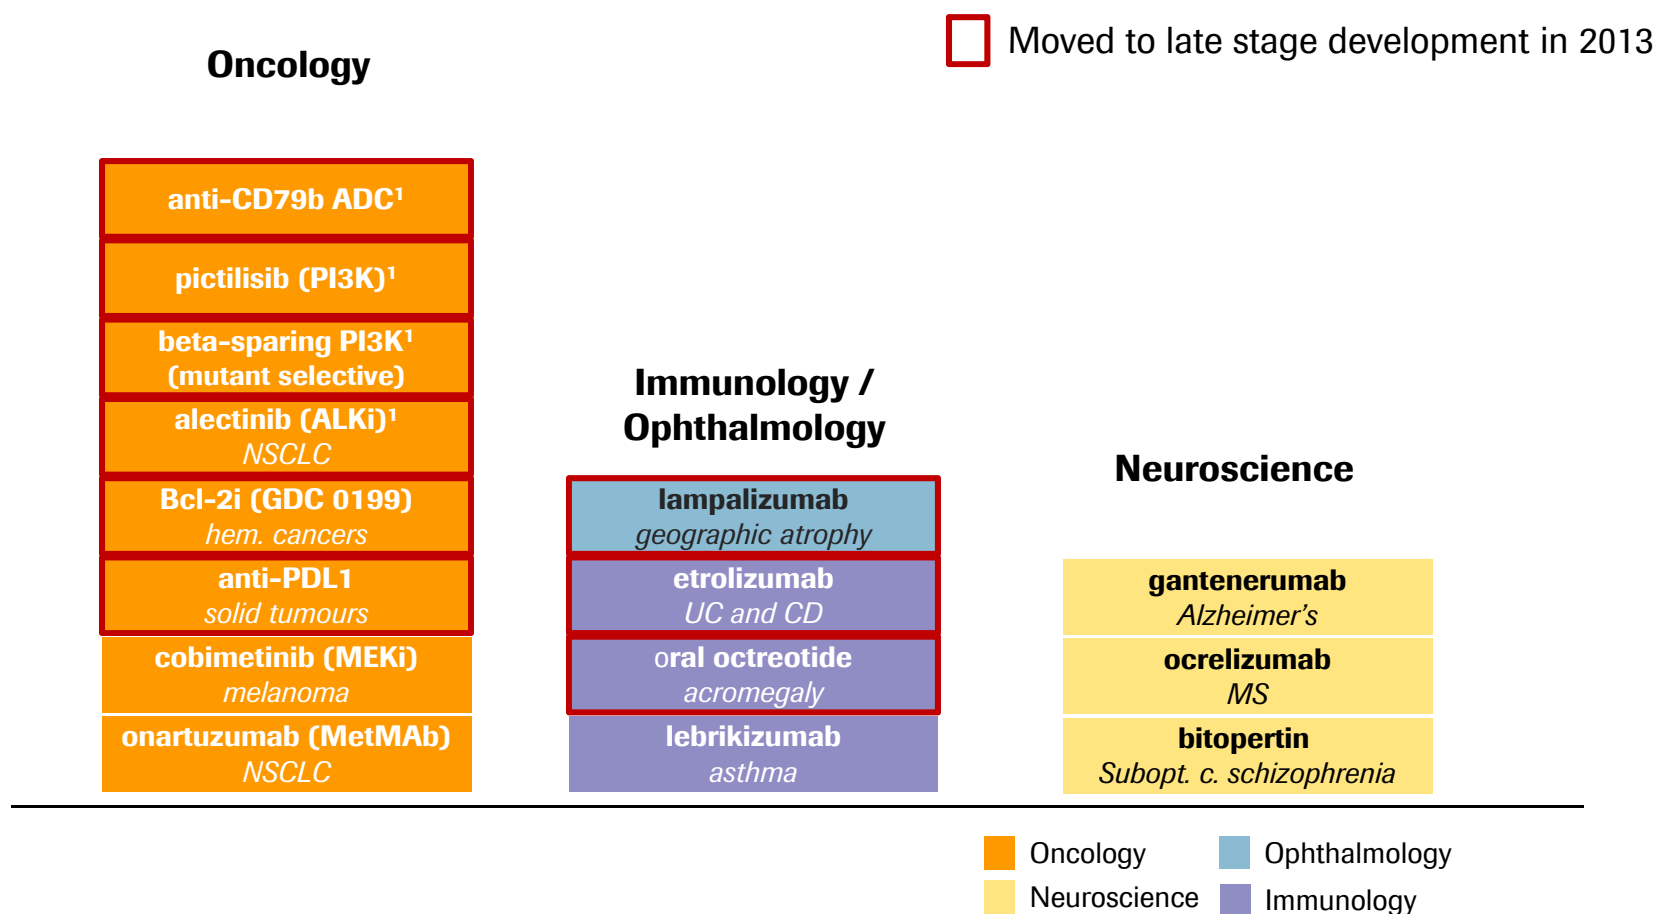 Moved to late stage development in 2013
Oncology
anti-CD79b ADC¹
pictilisib (PI3K)¹
beta-sparing PI3K¹
(mutant selective)
alectinib (ALKi)¹
NSCLC
Bcl-2i (GDC 0199)
hem. cancers
anti-PDL1
solid tumours
cobimetinib (MEKi)
melanoma
onartuzumab (MetMAb)
NSCLC
Immunology /
Ophthalmology
lampalizumab
geographic atrophy
etrolizumab
UC and CD
oral octreotide
acromegaly
lebrikizumab
asthma
Neuroscience
gantenerumab
Alzheimer's
ocrelizumab
MS
bitopertin
Subopt. c. schizophrenia
Oncology
Ophthalmology
Neuroscience
Immunology